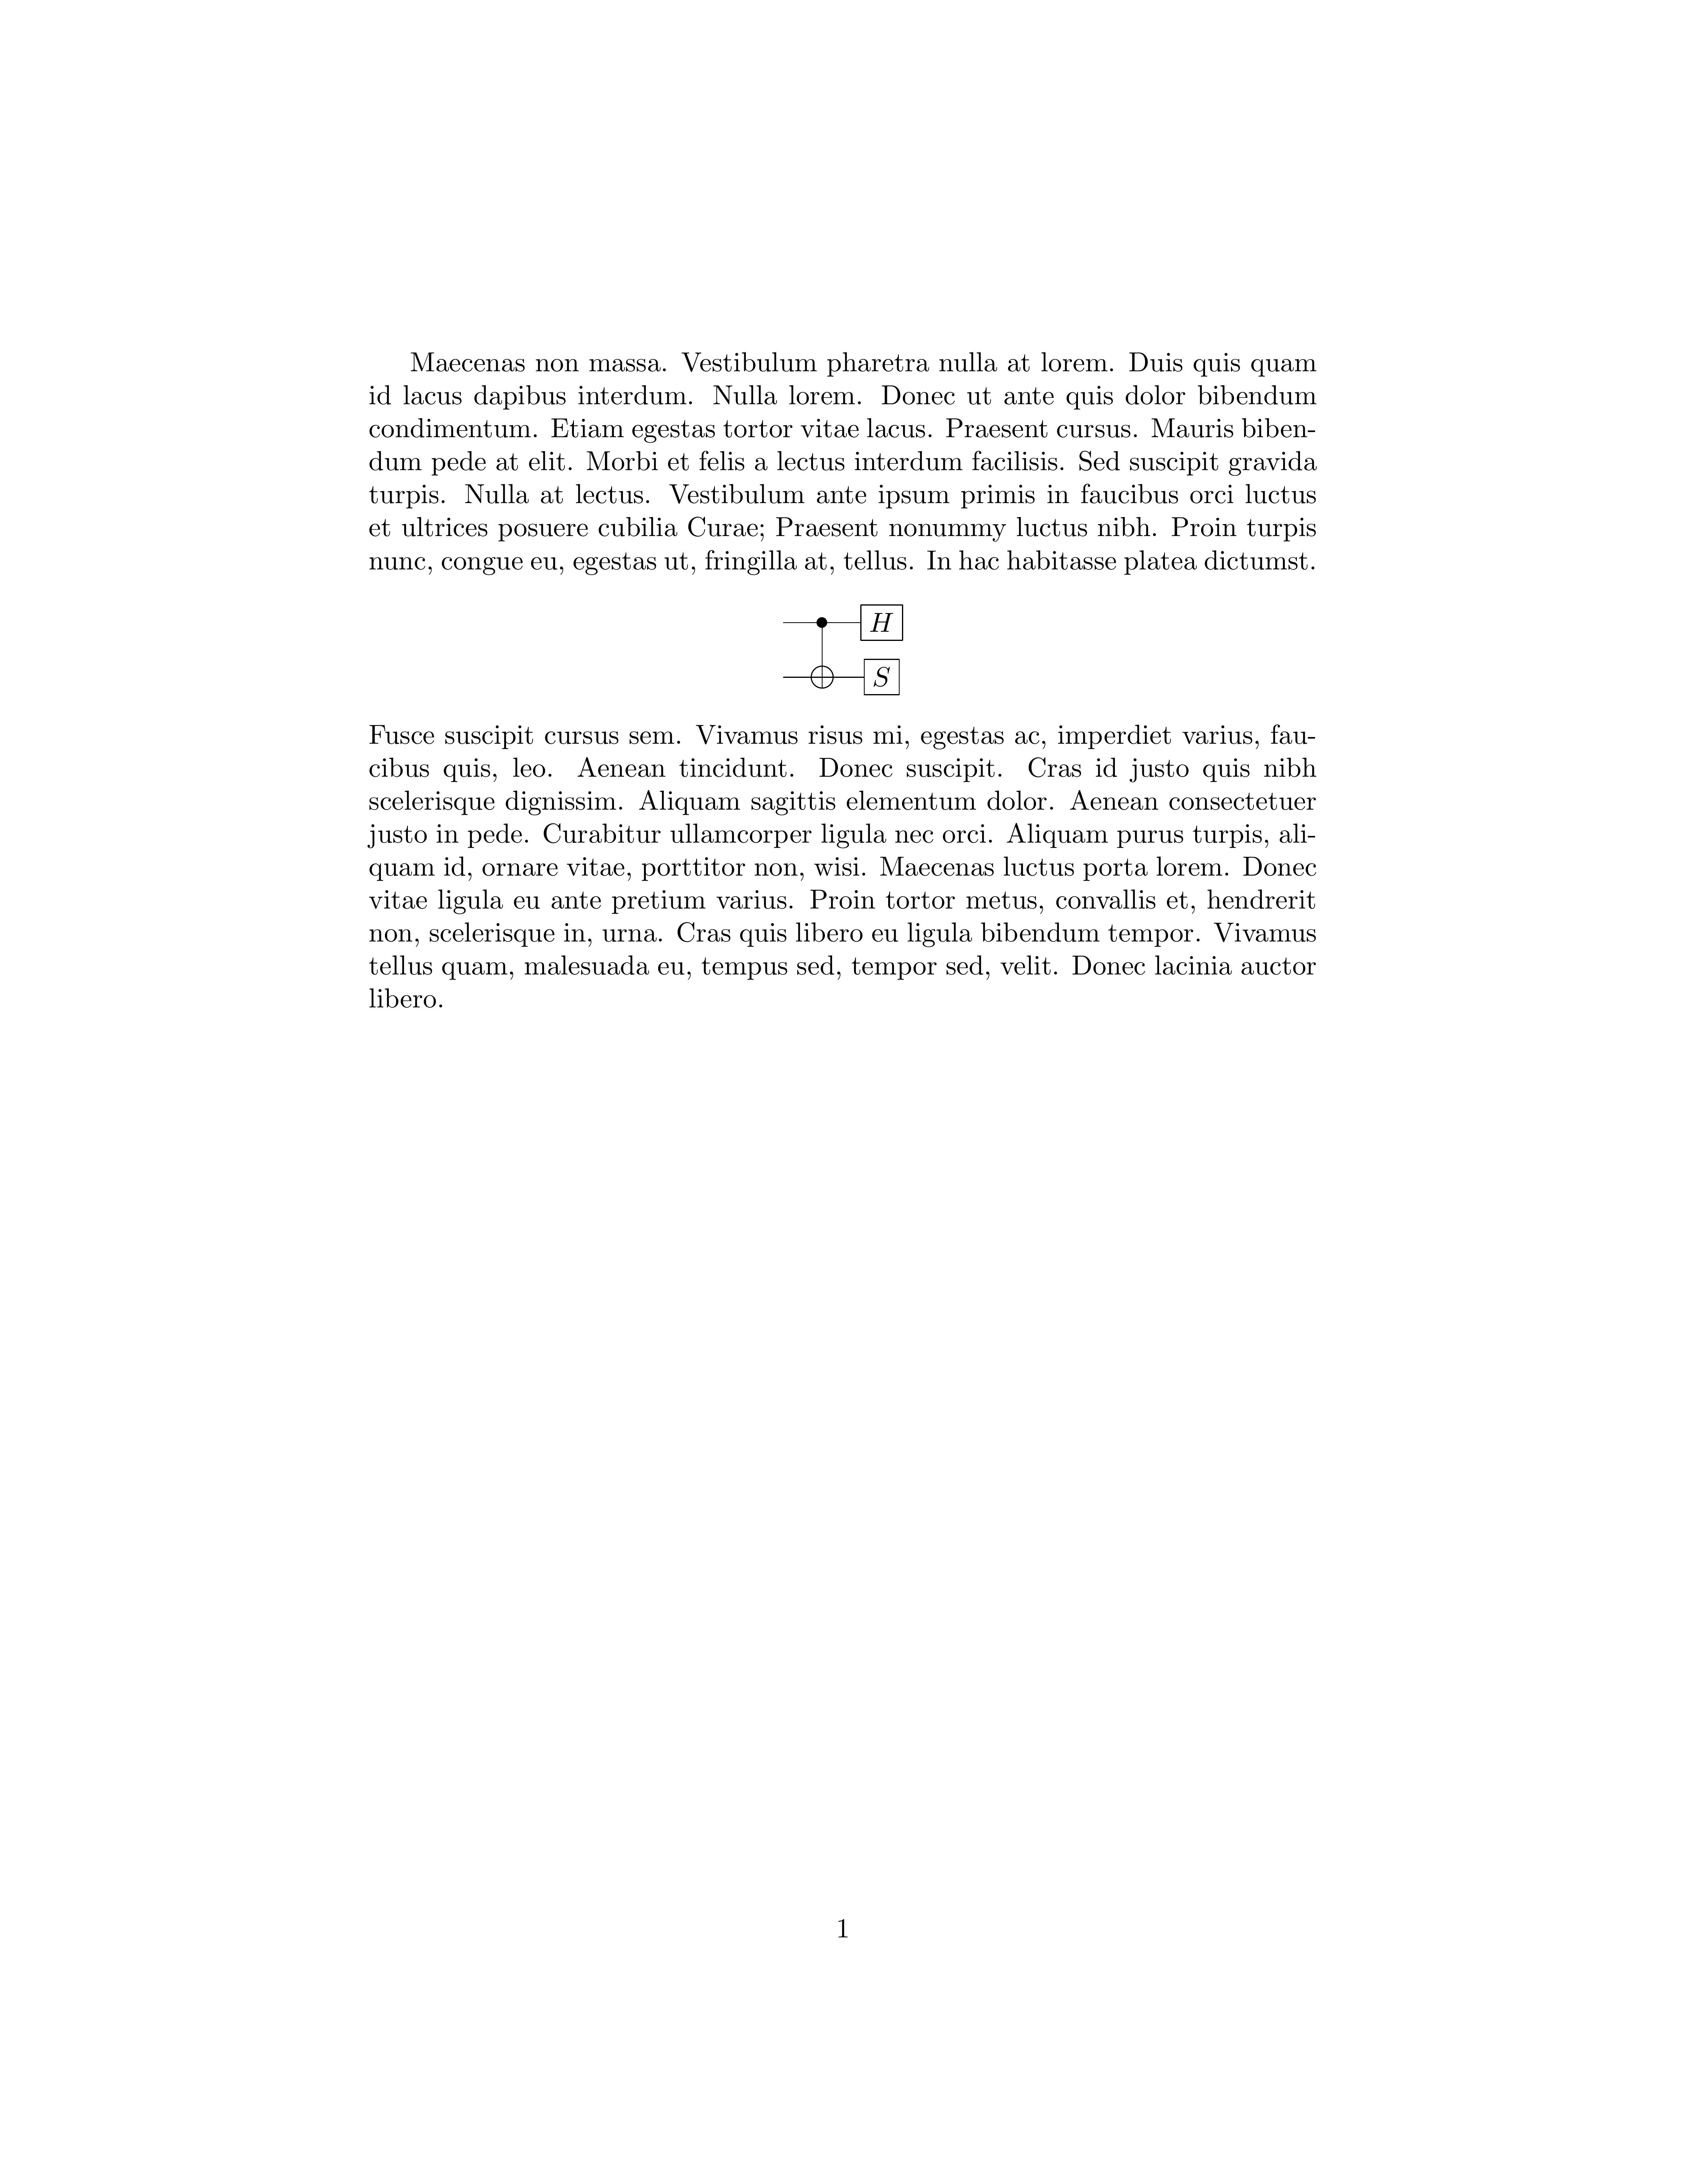 Maecenas non massa. Vestibulum pharetra nulla at lorem. Duis quis quam
id lacus dapibus interdum. Nulla lorem. Donec ut ante quis dolor bibendum
condimentum. Etiam egestas tortor vitae lacus. Praesent cursus. Mauris biben-
dum pede at elit. Morbi et felis a lectus interdum facilisis. Sed suscipit gravida
turpis. Nulla at lectus. Vestibulum ante ipsum primis in faucibus orci luctus
et ultrices posuere cubilia Curae; Praesent nonummy luctus nibh. Proin turpis
nunc, congue eu, egestas ut, fringilla at, tellus. In hac habitasse platea dictumst.
H
S
Fusce suscipit cursus sem. Vivamus risus mi, egestas ac, imperdiet varius, fau-
cibus quis, leo. Aenean tincidunt. Donec suscipit. Cras id justo quis nibh
scelerisque dignissim. Aliquam sagittis elementum dolor. Aenean consectetuer
justo in pede. Curabitur ullamcorper ligula nec orci. Aliquam purus turpis, ali-
quam id, ornare vitae, porttitor non, wisi. Maecenas luctus porta lorem. Donec
vitae ligula eu ante pretium varius. Proin tortor metus, convallis et, hendrerit
non, scelerisque in, urna. Cras quis libero eu ligula bibendum tempor. Vivamus
tellus quam, malesuada eu, tempus sed, tempor sed, velit. Donec lacinia auctor
libero.
1